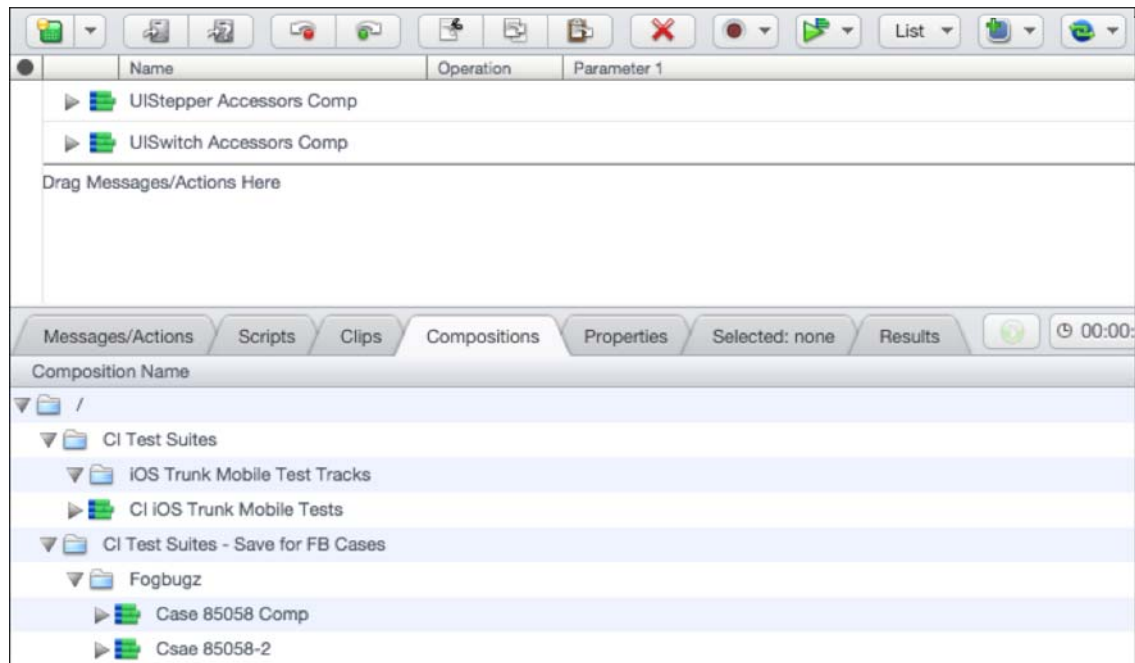 List
Name Operation Parameter 1
UIStepper Accessors Comp
UISwitch Accessors Comp
Drag Messages/Actions Here
Messages/Actions Scripts Clips Compositions Properties Selected: none Results 00:00:
Composition Name
/
CI Test Suites
iOS Trunk Mobile Test Tracks
CI iOS Trunk Mobile Tests
CI Test Suites - Save for FB Cases
Fogbugz
Case 85058 Comp
Csae 85058-2